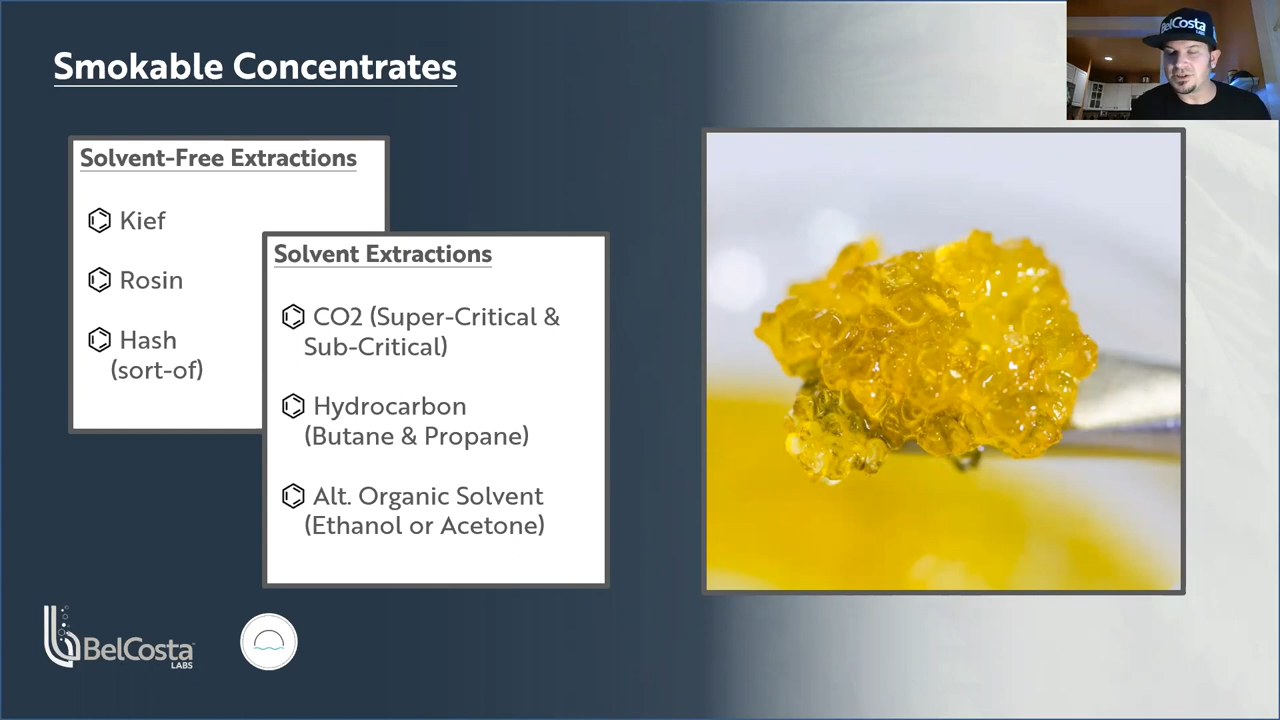 Smokable Concentrates
Solvent-Free Extractions
Kief
Rosin
Hash
(sort-of)
Solvent Extractions
CO2 (Super-Critical &
Sub-Critical)
Hydrocarbon
(Butane & Propane)
Alt. Organic Solvent
(Ethanol or Acetone)
BelCosta
LABS
BelCosta
LABS